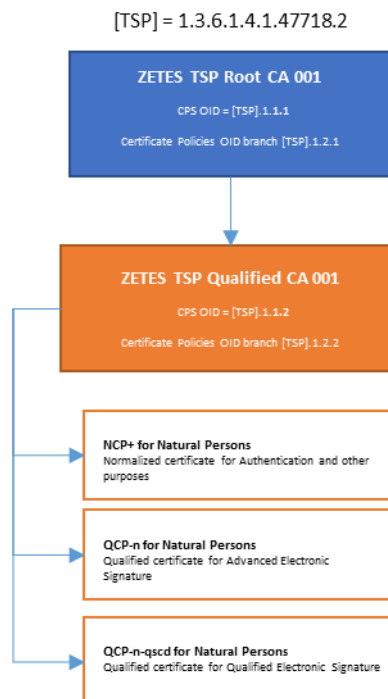 [TSP] = 1.3.6.1.4.1.47718.2
ZETES TSP Root CA 001
CPS OID = [TSP].1.1.1
Certificate Policies OID branch [TSP].1.2.1
ZETES TSP Qualified CA 001
CPS OID = [TSP].1.1.2
Certificate Policies OID branch [TSP].1.2.2
NCP+ for Natural Persons
Normalized certificate for Authentication and other
purposes
QCP-n for Natural Persons
Qualified certificate for Advanced Electronic
Signature
QCP-n-qscd for Natural Persons
Qualified certificate for Qualified Electronic Signature